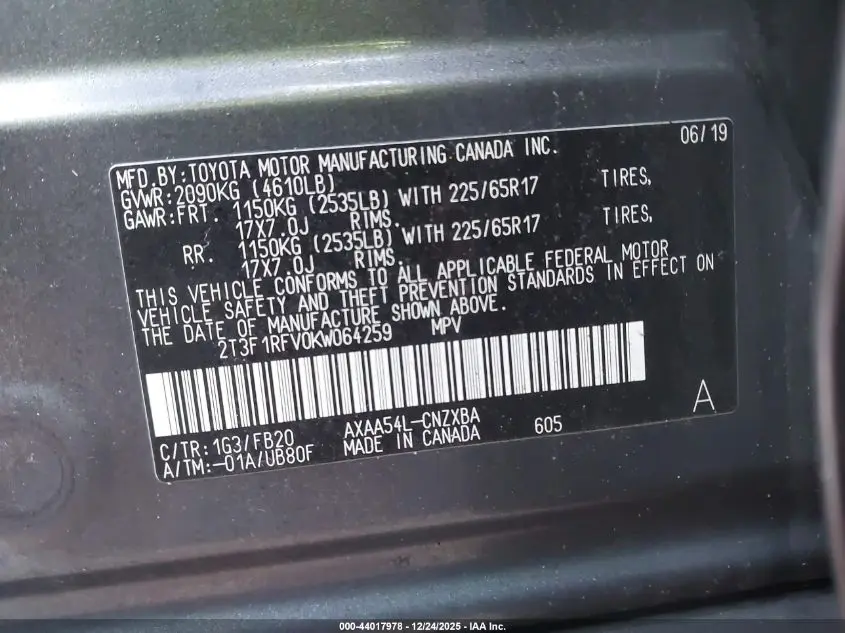 06/19
MFD.BY:TOYOTA MOTOR MANUFACTURING CANADA INC.
GVWR:2090KG (4610LB)
GAWR:FRT. 1150KG (2535LB) WITH 225/65R17 TIRES,
17X7.0J RIMS.
RR. 1150KG (2535LB) WITH 225/65R17 TIRES,
17X7.0J RIMS.
THIS VEHICLE CONFORMS TO ALL APPLICABLE FEDERAL MOTOR
VEHICLE SAFETY AND THEFT PREVENTION STANDARDS IN EFFECT ON
THE DATE OF MANUFACTURE SHOWN ABOVE.
2T3F1RFV0KW064259 MPV
A
C/TR:1G3/FB20 AXAA54L-CNZXBA 605
A/TM:-01A/UB80F MADE IN CANADA
000-44017978 - 12/24/2025 - IAA Inc.